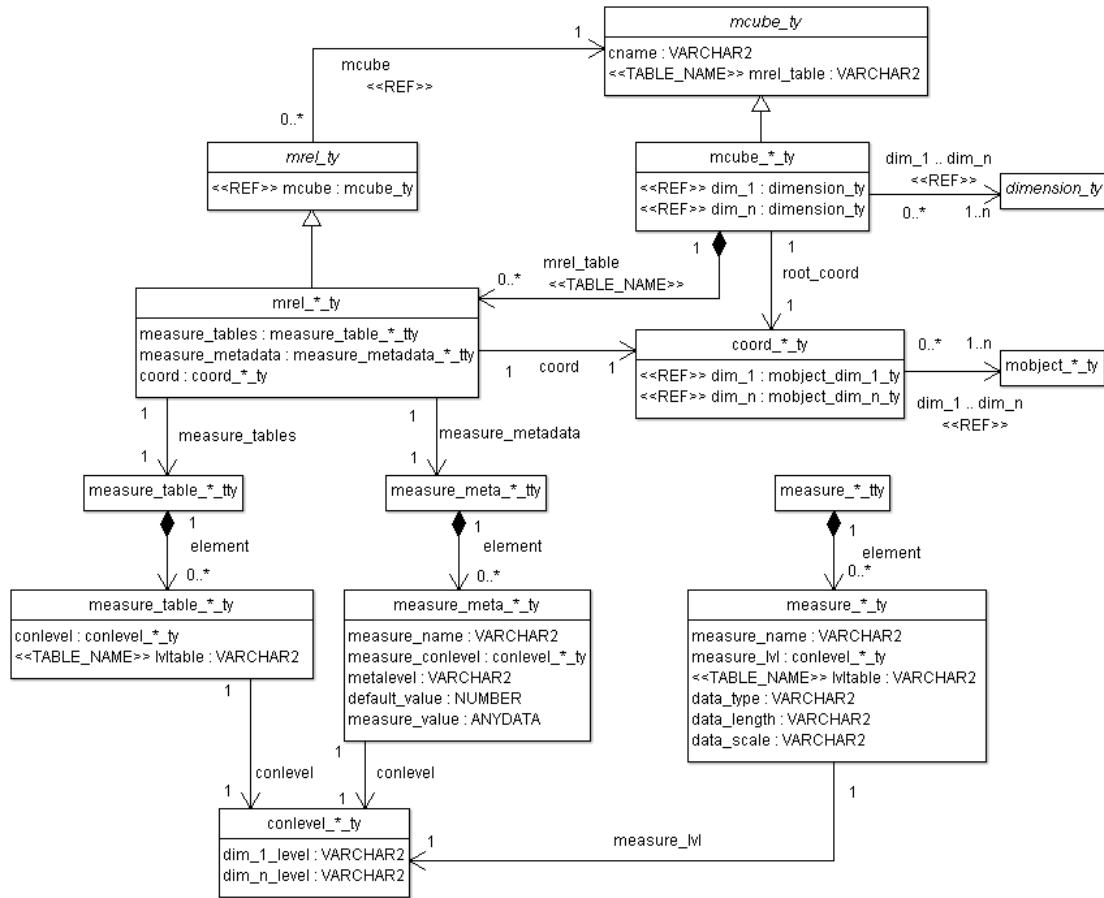 mcube_ty
cname : VARCHAR2
<<TABLE_NAME>> mrel_table : VARCHAR2
1
mcube
<<REF>>
0..*
mrel_ty
<<REF>> mcube : mcube_ty
mcube_*_ty
<<REF>> dim_1 : dimension_ty
<<REF>> dim_n : dimension_ty
dim_1 .. dim_n
<<REF>>
0..* 1..n
dimension_ty
1 1
mrel_table
<<TABLE_NAME>>
0..*
root_coord
1
mrel_*_ty
measure_tables : measure_table_*_tty
measure_metadata : measure_metadata_*_tty
coord : coord_*_ty
1 coord 1
coord_*_ty
<<REF>> dim_1 : mobject_dim_1_ty
<<REF>> dim_n : mobject_dim_n_ty
0..* 1..n
mobject_*_ty
dim_1 .. dim_n
<<REF>>
1 1
measure_tables measure_metadata
1 1
measure_table_*_tty
measure_meta_*_tty
measure_*_tty
1 1 1
element element element
0..* 0..* 0..*
measure_table_*_ty
conlevel : conlevel_*_ty
<<TABLE_NAME>> lvltable : VARCHAR2
measure_meta_*_ty
measure_name : VARCHAR2
measure_conlevel : conlevel_*_ty
metalevel : VARCHAR2
default_value : NUMBER
measure_value : ANYDATA
measure_*_ty
measure_name : VARCHAR2
measure_lvl : conlevel_*_ty
<<TABLE_NAME>> lvltable : VARCHAR2
data_type : VARCHAR2
data_length : VARCHAR2
data_scale : VARCHAR2
1 1 1
conlevel conlevel
1 1
conlevel_*_ty
dim_1_level : VARCHAR2
dim_n_level : VARCHAR2
1 measure_lvl